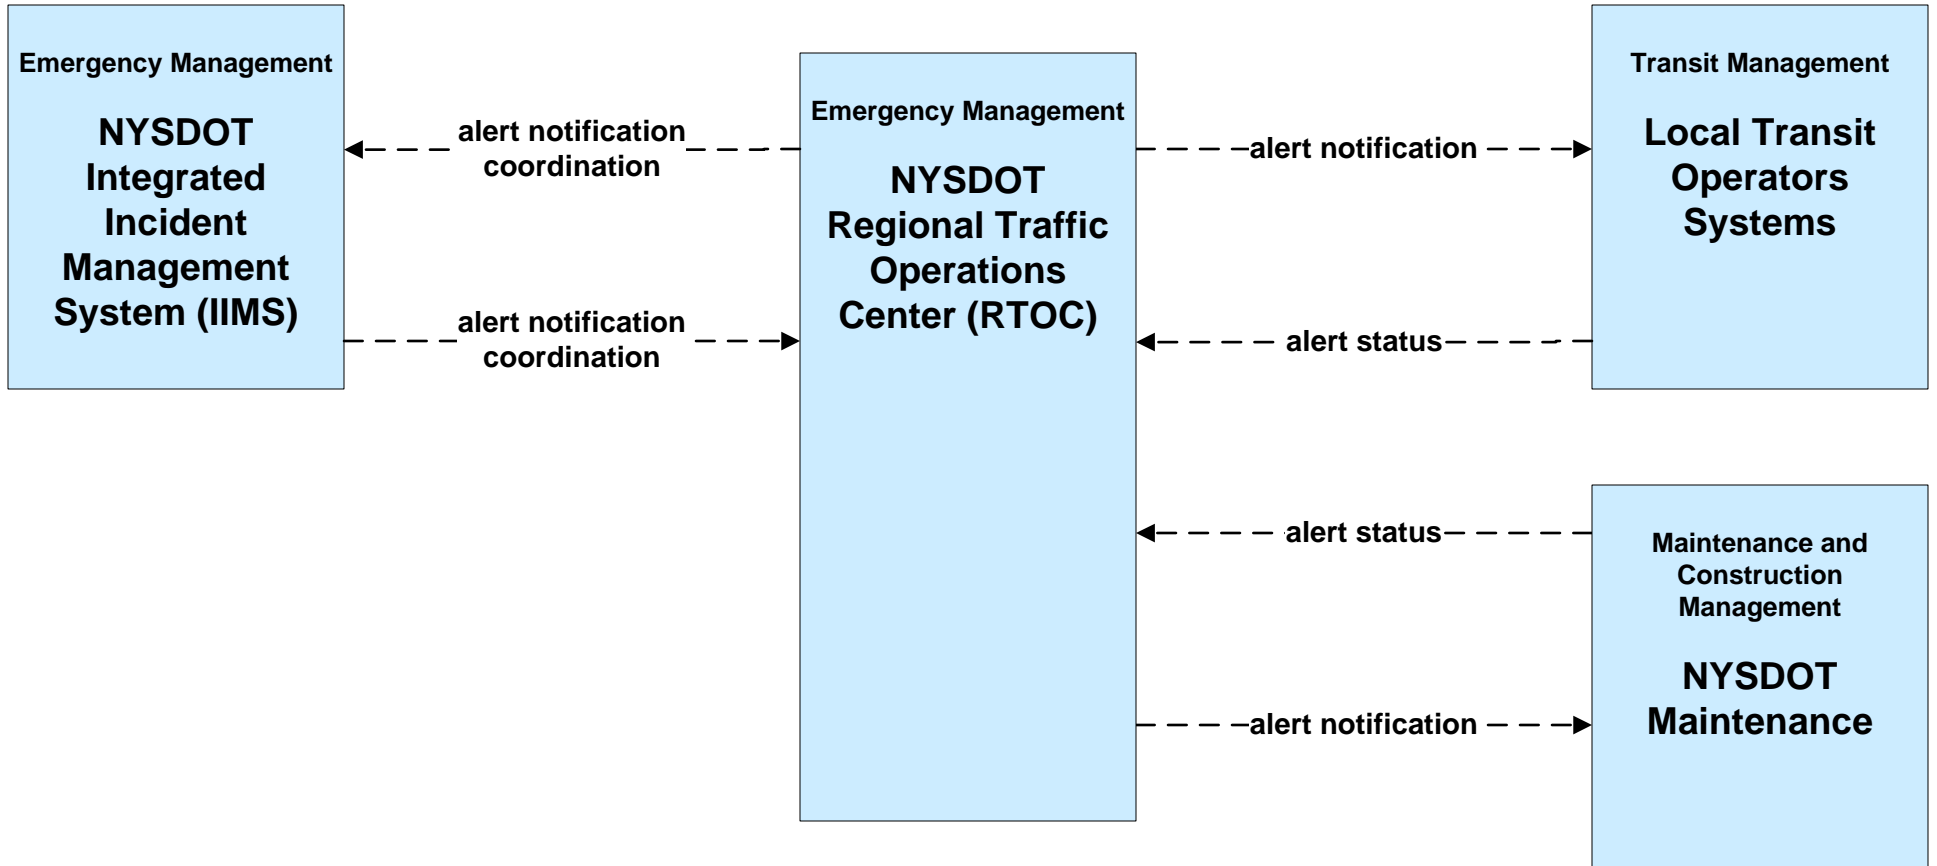 Emergency Management
NYSDOT
Integrated
Incident
Management
System (IIMS)
alert notification
coordination
alert notification
coordination
Emergency Management
NYSDOT
Regional Traffic
Operations
Center (RTOC)
alert notification
alert status
alert status
alert notification
Transit Management
Local Transit
Operators
Systems
Maintenance and
Construction
Management
NYSDOT
Maintenance